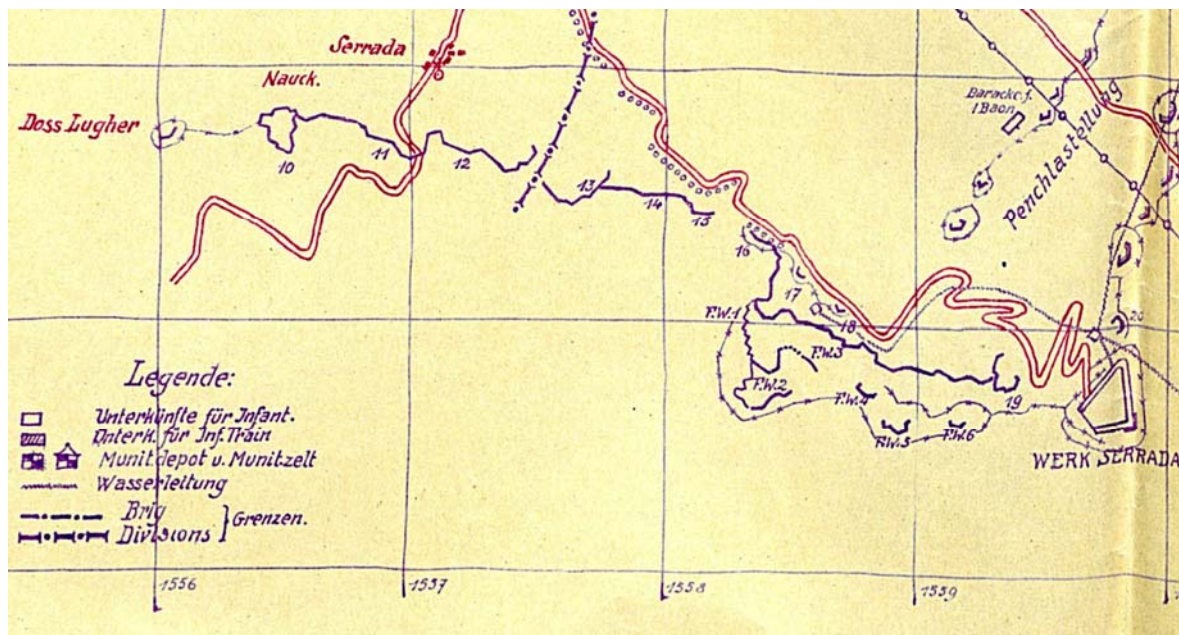 Serrada
Nauck.
Doss Lugher
10
11
12
13
14
15
16
17
18
19
20
Baracke.f.
1 Baon.
Penchlastellung
F.W.1
F.W.2
F.W.3
F.W.4
F.W.5
F.W.6
WERK SERRADA
Legende:
Unterkünfte für Infant.
Unterk. für Inf. Train
Munit.depot u. Munitzelt
Wasserleitung
Brig
Divisions } Grenzen.
1556
1557
1558
1559